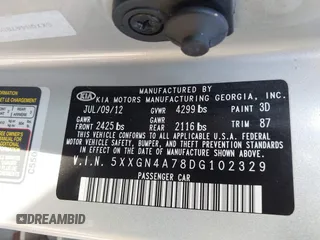 MANUFACTURED BY
KIA KIA MOTORS MANUFACTURING GEORGIA, INC.
JUL/09/12 GVWR 4299 lbs PAINT 3D
GAWR FRONT 2425 lbs GAWR REAR 2116 lbs TRIM 87
THIS VEHICLE CONFORMS TO ALL APPLICABLE U.S. FEDERAL
MOTOR VEHICLE SAFETY, BUMPER, AND THEFT PREVENTION
STANDARDS IN EFFECT ON THE DATE OF MANUFACTURE
SHOWN ABOVE.
V.I.N. 5XXGN4A78DG102329
PASSENGER CAR
DREAMBID